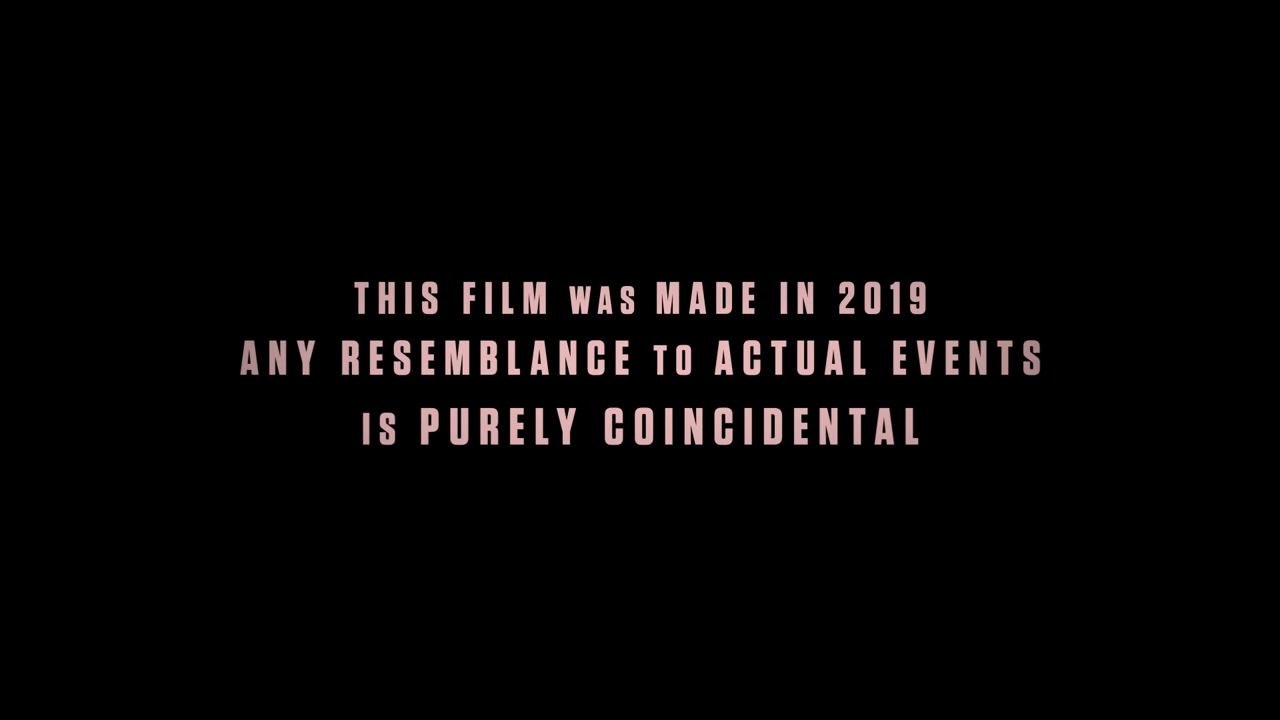 THIS FILM WAS MADE IN 2019
ANY RESEMBLANCE TO ACTUAL EVENTS
IS PURELY COINCIDENTAL